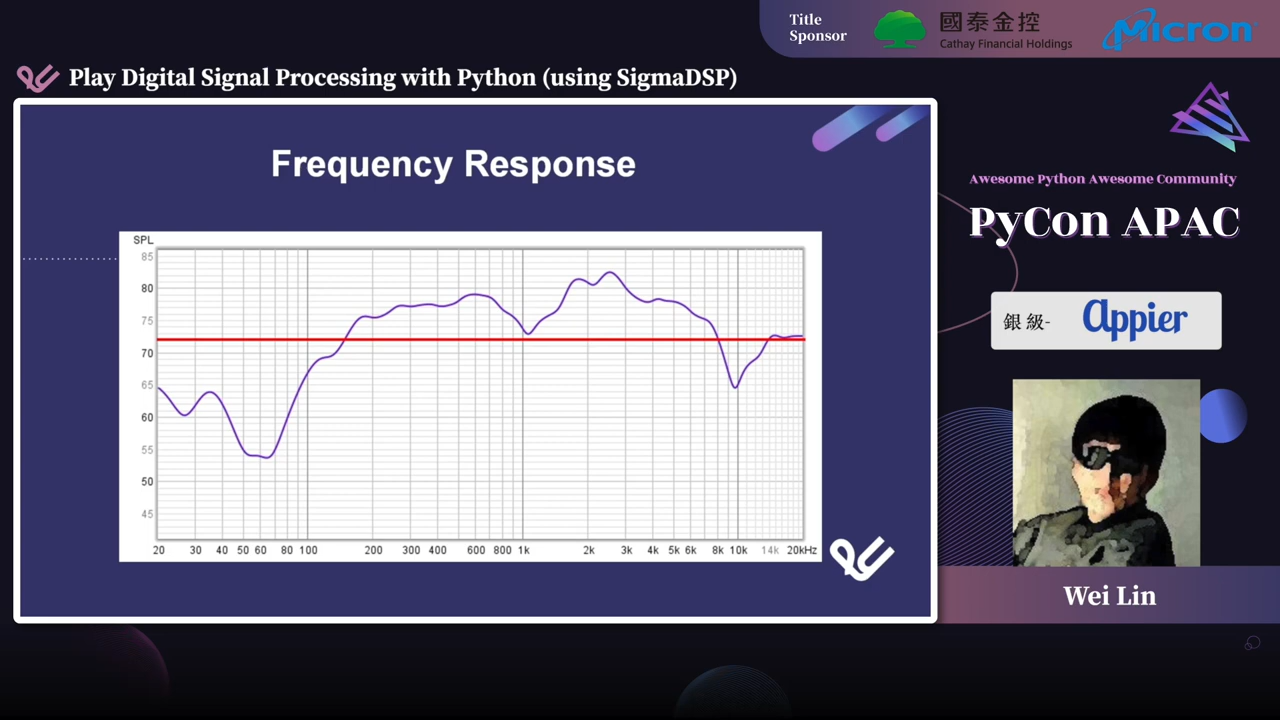 Title
Sponsor
國泰金控
Cathay Financial Holdings
Micron
Play Digital Signal Processing with Python (using SigmaDSP)
Frequency Response
SPL
85
80
75
70
65
60
55
50
45
20 30 40 50 60 80 100 200 300 400 600 800 1k 2k 3k 4k 5k 6k 8k 10k 14k 20kHz
Awesome Python Awesome Community
PyCon APAC
銀級- Appier
Wei Lin